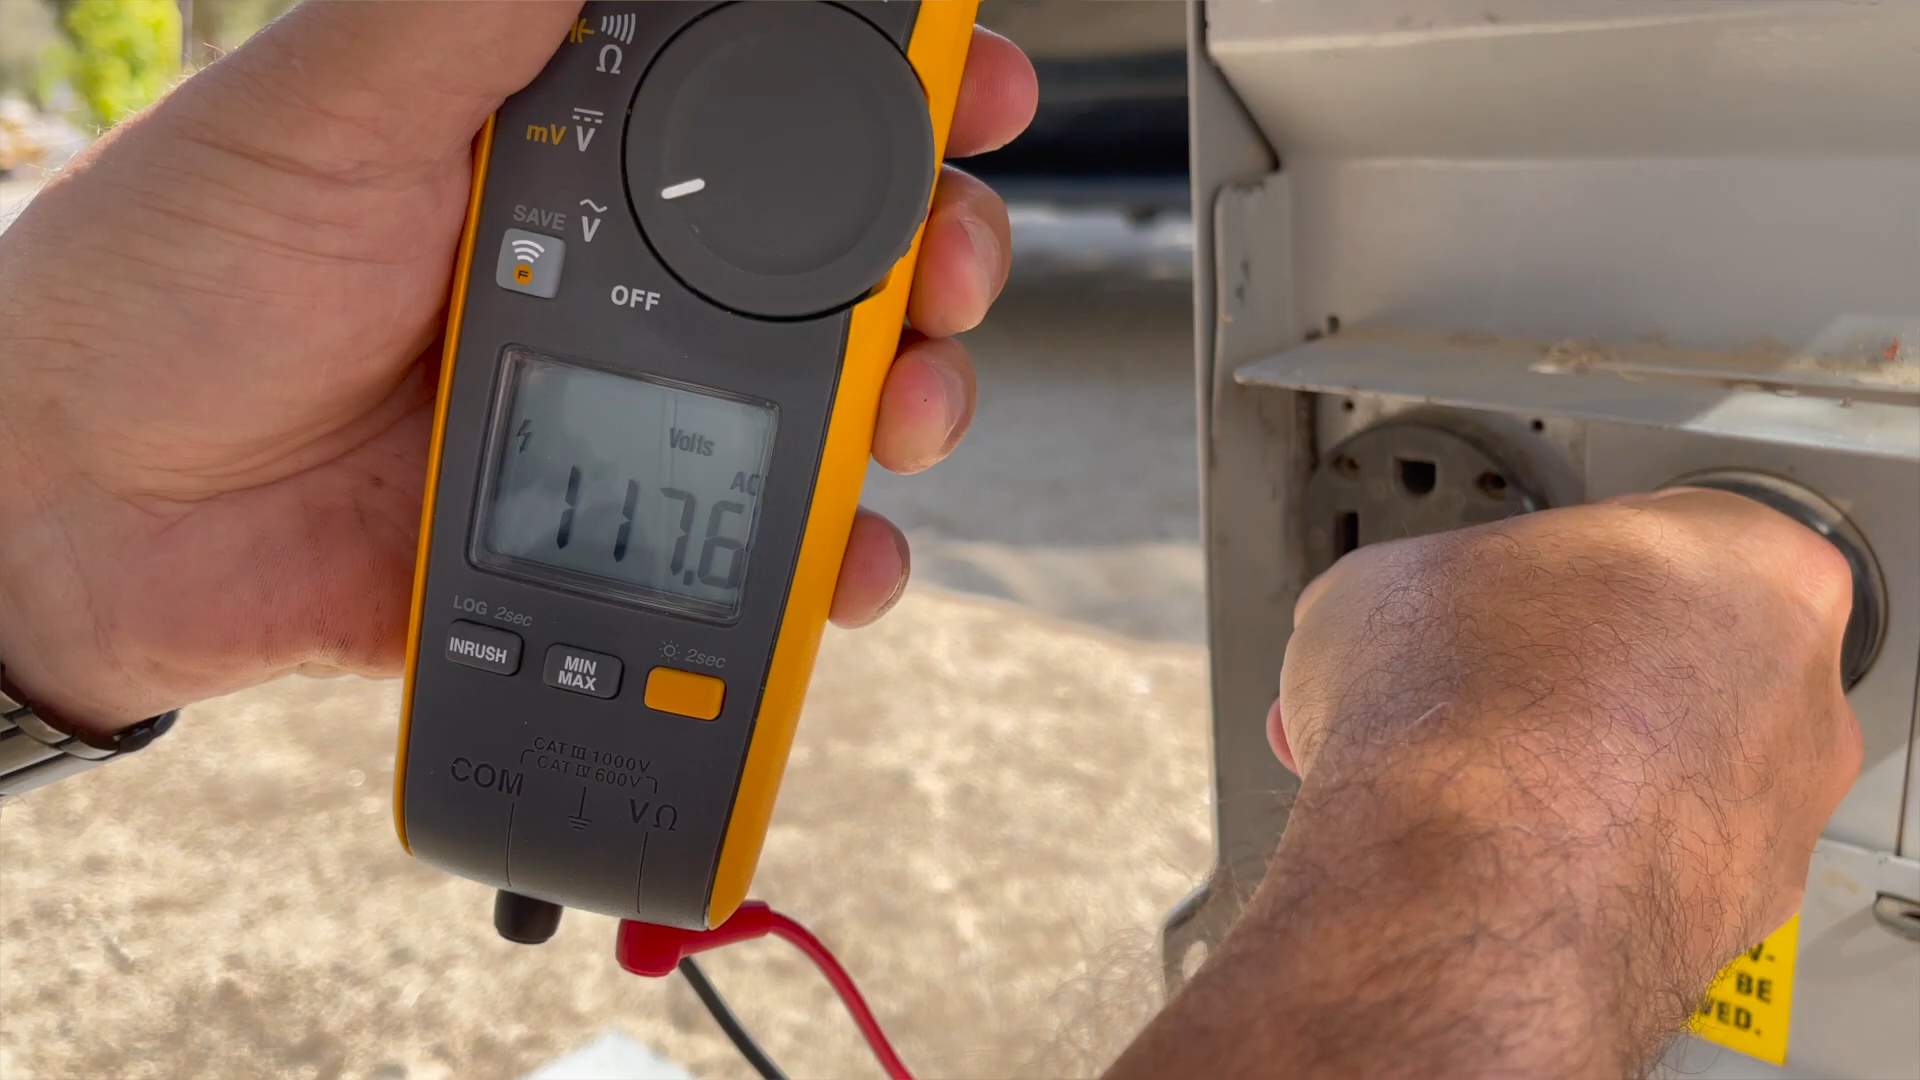 Ω
mV V
SAVE V
F
OFF
Volts
AC
117.6
LOG 2sec
INRUSH
MIN
MAX
2sec
CAT III 1000V
CAT IV 600V
COM
VΩ
V-
BE
VED.